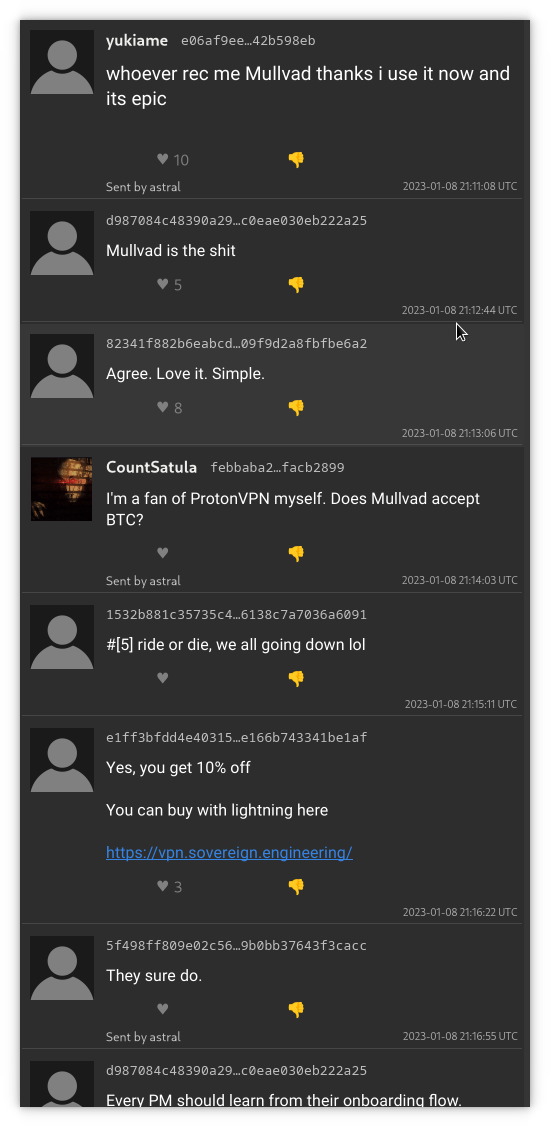 yukiame e06af9ee…42b598eb
whoever rec me Mullvad thanks i use it now and
its epic
♥ 10 👎
Sent by astral 2023-01-08 21:11:08 UTC
d987084c48390a29…c0eae030eb222a25
Mullvad is the shit
♥ 5 👎
2023-01-08 21:12:44 UTC
82341f882b6eabcd…09f9d2a8fbfbe6a2
Agree. Love it. Simple.
♥ 8 👎
2023-01-08 21:13:06 UTC
CountSatula febbaba2…facb2899
I'm a fan of ProtonVPN myself. Does Mullvad accept
BTC?
♥ 👎
Sent by astral 2023-01-08 21:14:03 UTC
1532b881c35735c4…6138c7a7036a6091
#[5] ride or die, we all going down lol
♥ 👎
2023-01-08 21:15:11 UTC
e1ff3bfdd4e40315…e166b743341be1af
Yes, you get 10% off
You can buy with lightning here
https://vpn.sovereign.engineering/
♥ 3 👎
2023-01-08 21:16:22 UTC
5f498ff809e02c56…9b0bb37643f3cacc
They sure do.
♥ 👎
Sent by astral 2023-01-08 21:16:55 UTC
d987084c48390a29…c0eae030eb222a25
Every PM should learn from their onboarding flow.